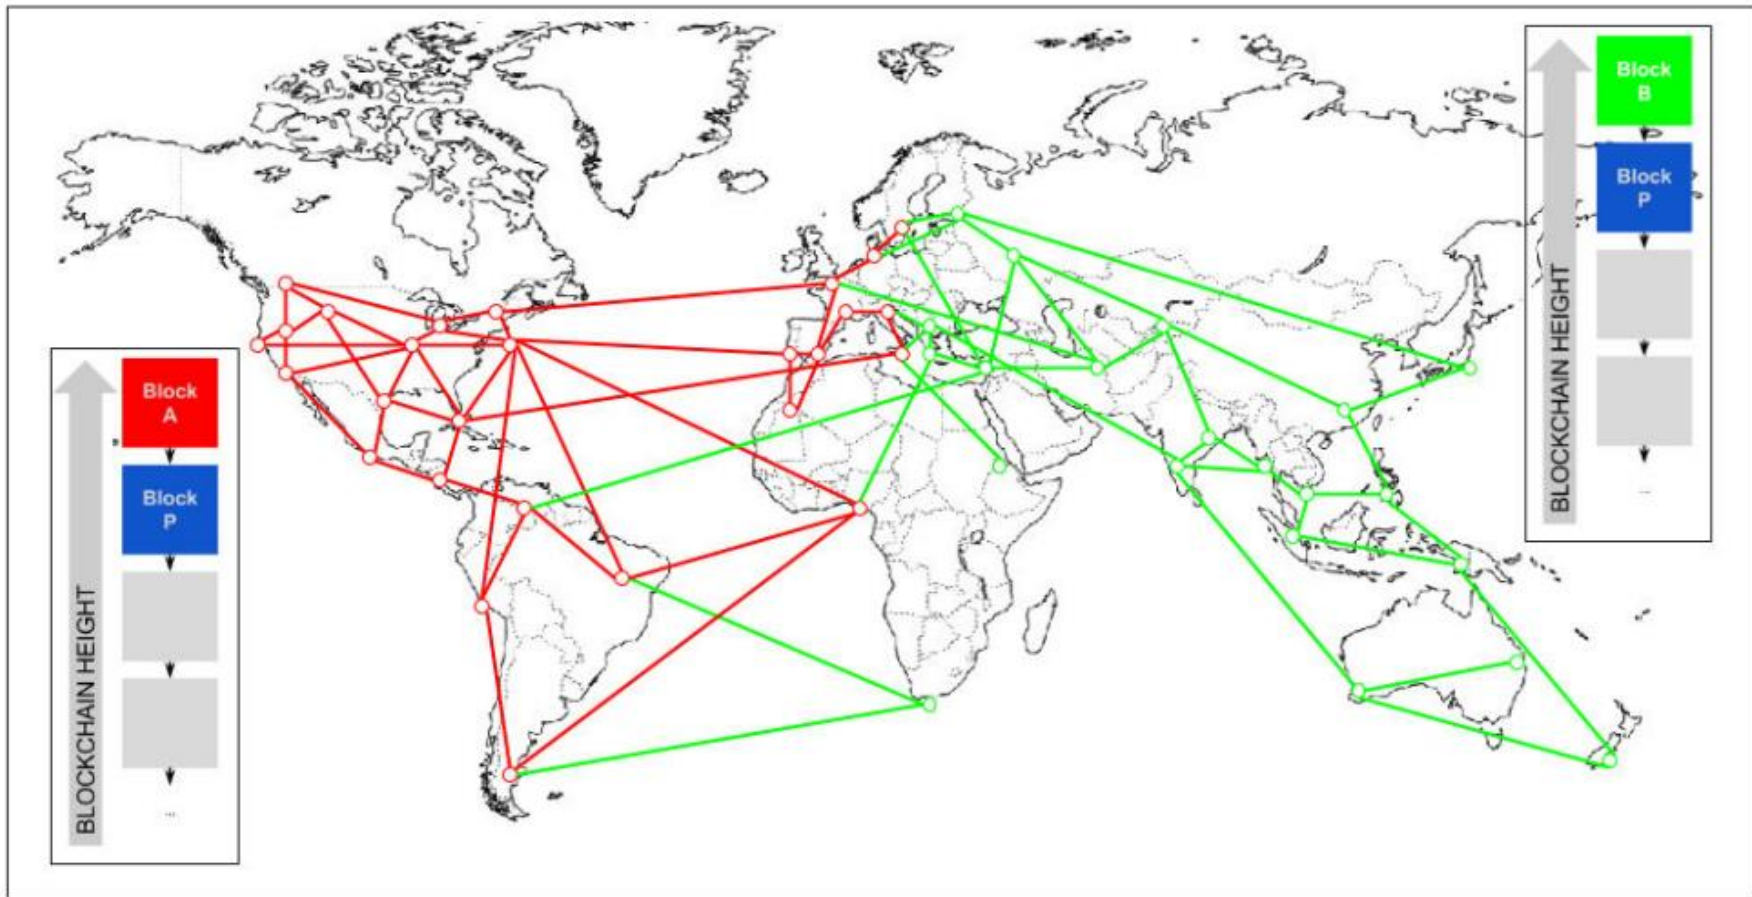 Block
A
Block
P
...
BLOCKCHAIN HEIGHT
Block
B
Block
P
...
BLOCKCHAIN HEIGHT